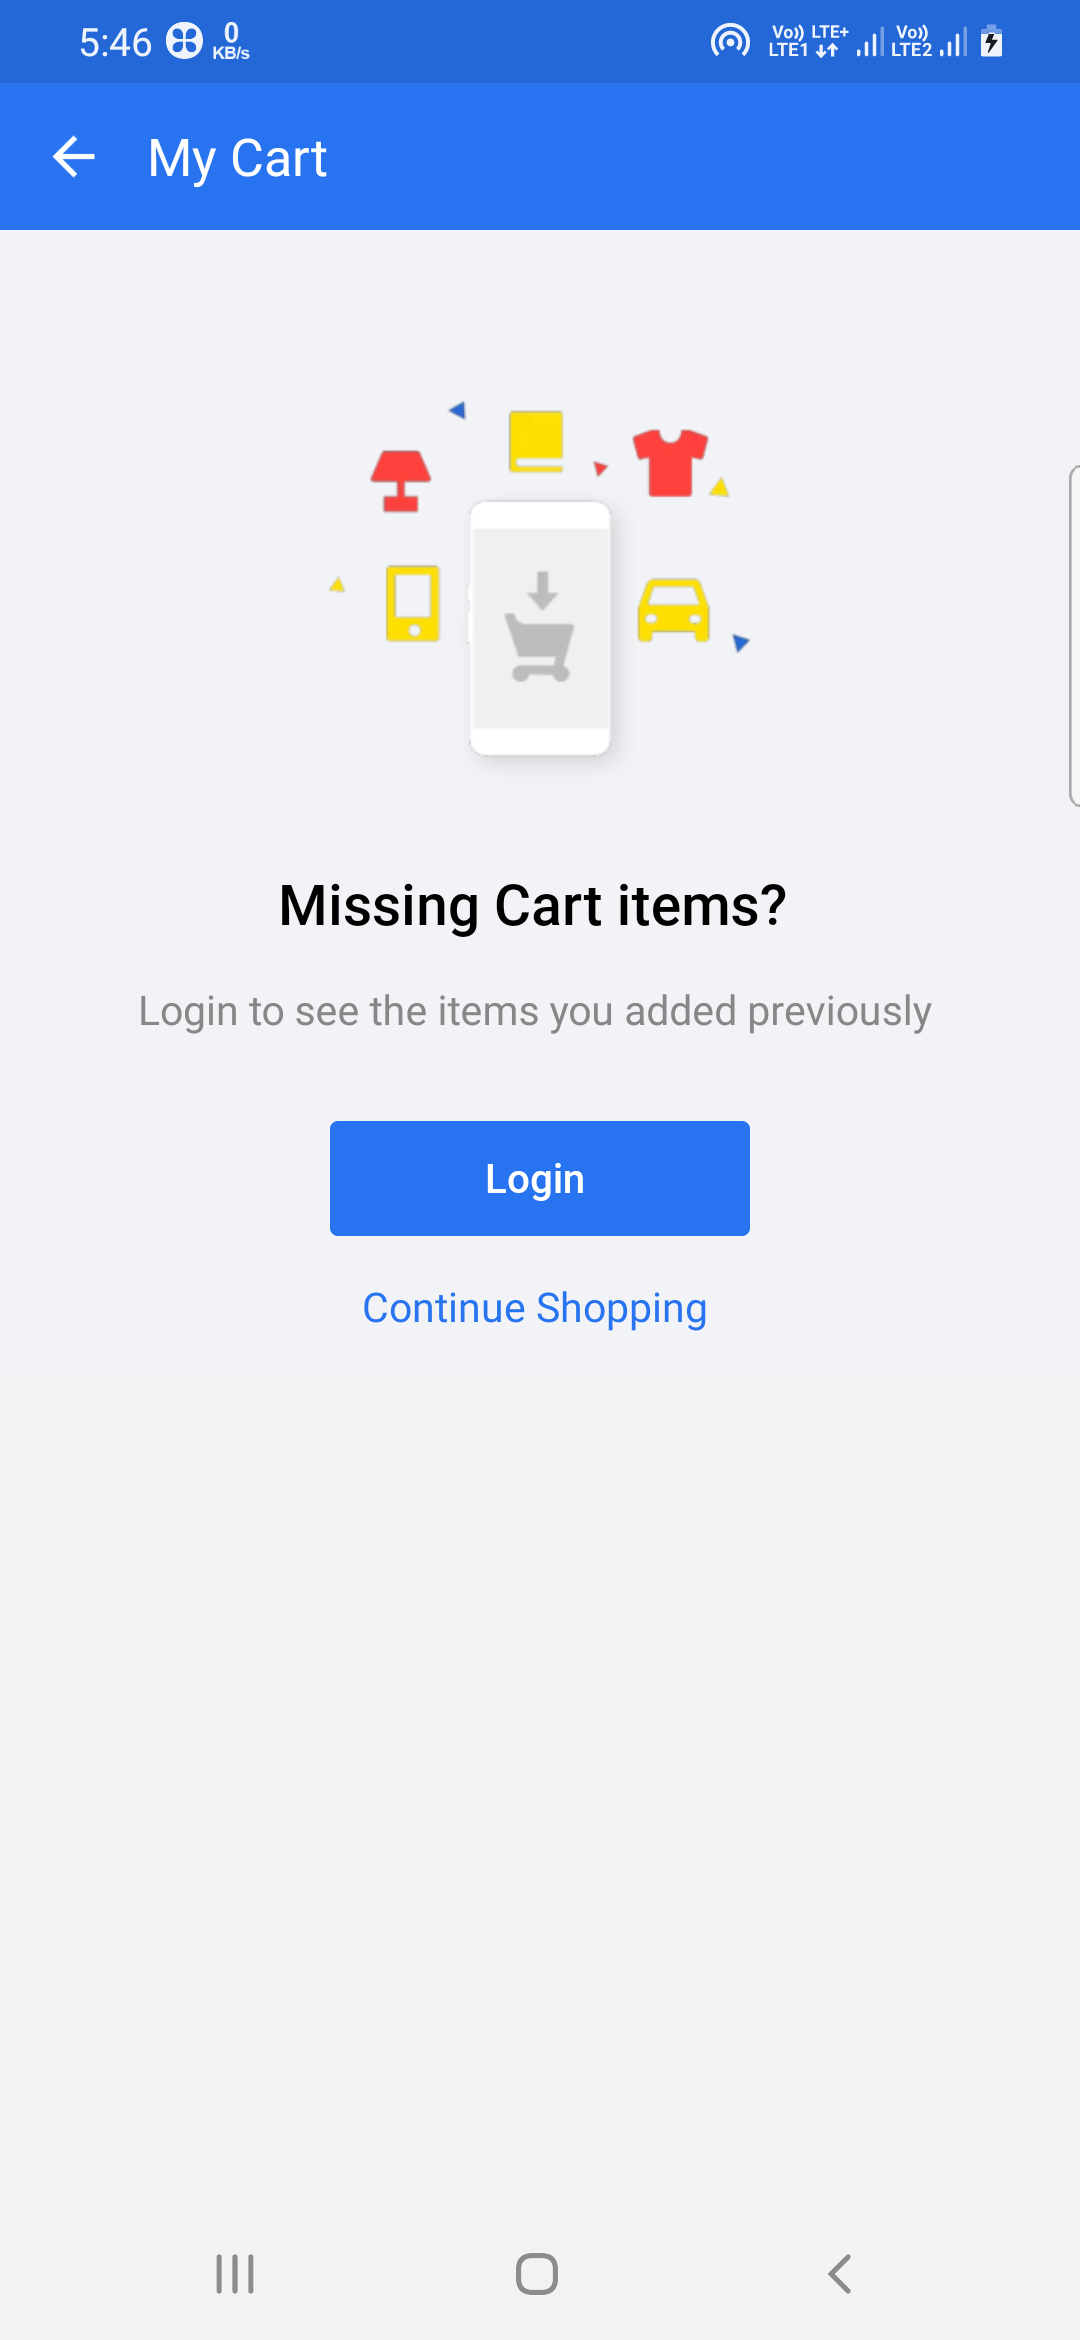 5:46 0 KB/s Vo)) LTE1 LTE+ Vo)) LTE2
My Cart
Missing Cart items?
Login to see the items you added previously
Login
Continue Shopping